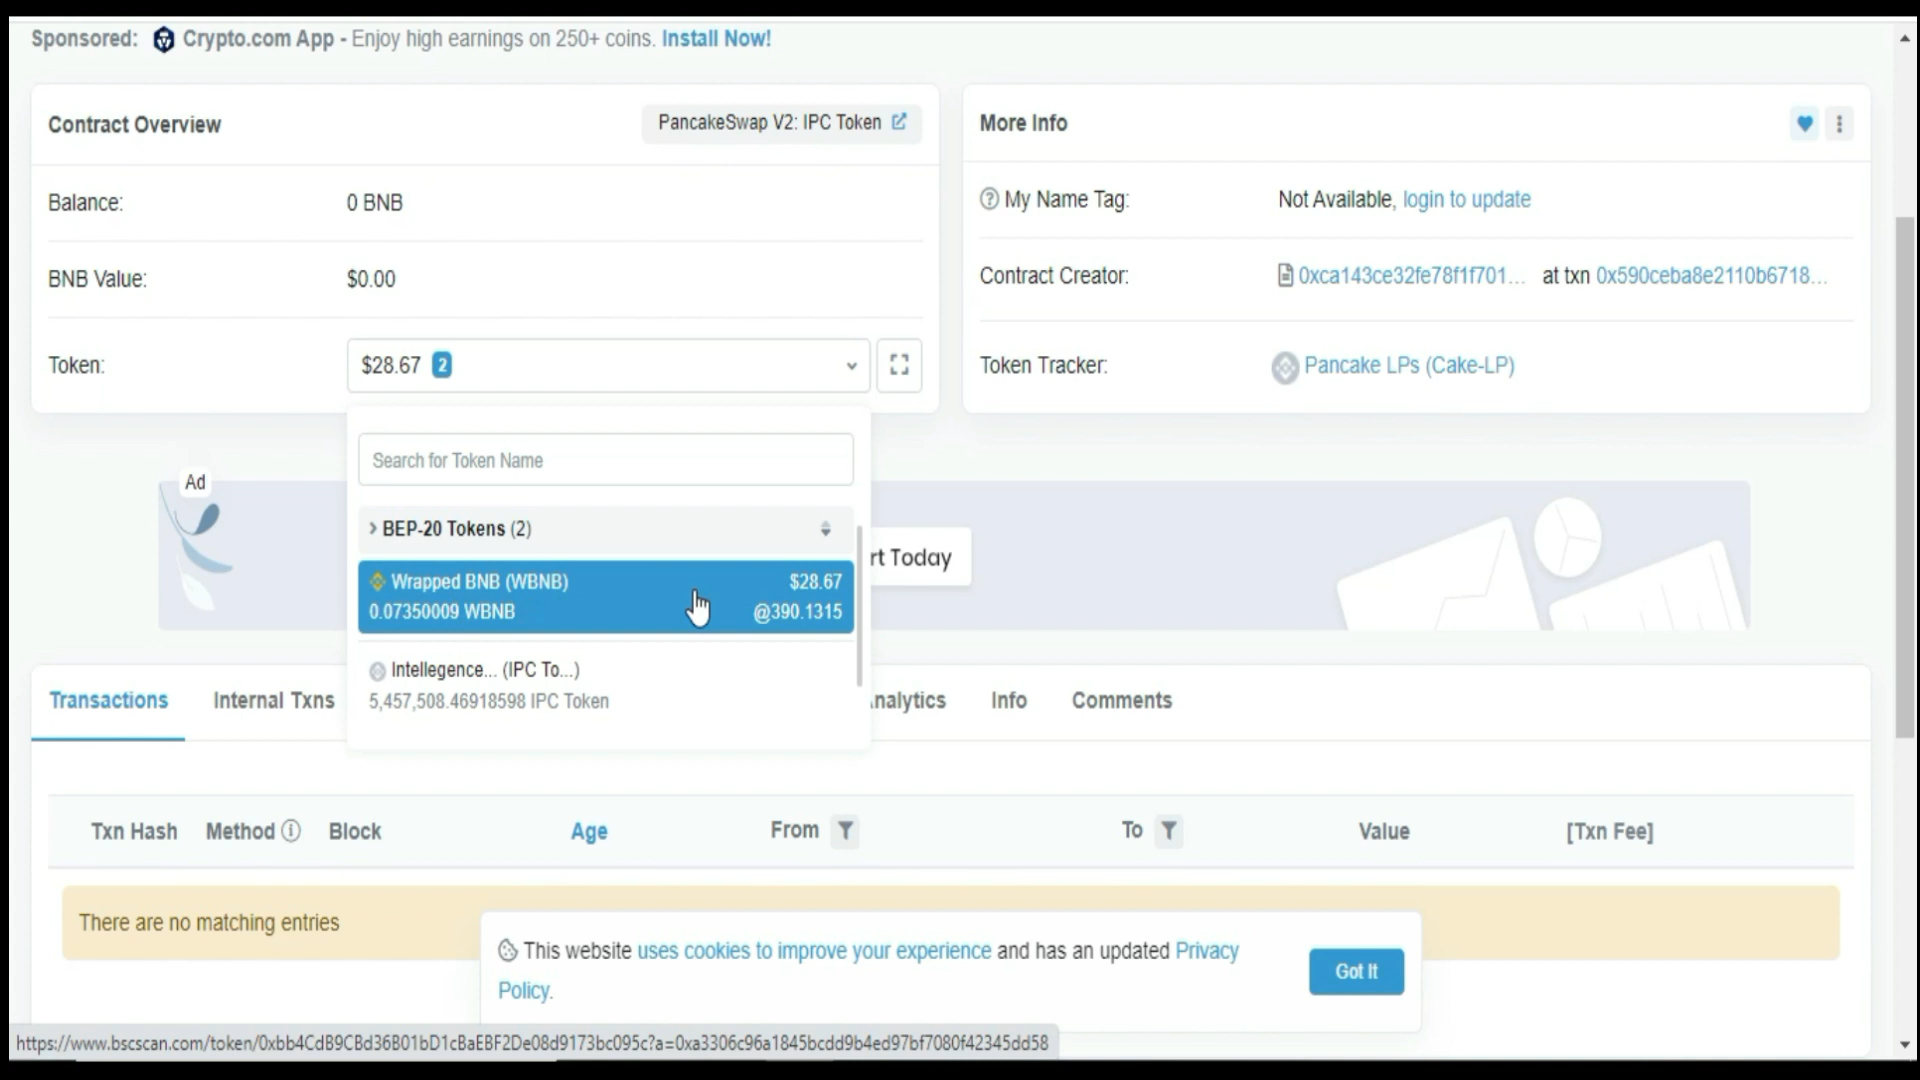 Sponsored: Crypto.com App - Enjoy high earnings on 250+ coins. Install Now!
Contract Overview
PancakeSwap V2: IPC Token
Balance: 0 BNB
BNB Value: $0.00
Token: $28.67 2
Search for Token Name
BEP-20 Tokens (2)
Wrapped BNB (WBNB) $28.67
0.07350009 WBNB @390.1315
Intellegence... (IPC To...)
5,457,508.46918598 IPC Token
More Info
My Name Tag: Not Available, login to update
Contract Creator: 0xca143ce32fe78f1f701... at txn 0x590ceba8e2110b6718...
Token Tracker: Pancake LPs (Cake-LP)
Ad
rt Today
Transactions Internal Txns nalytics Info Comments
Txn Hash Method Block Age From To Value [Txn Fee]
There are no matching entries
This website uses cookies to improve your experience and has an updated Privacy
Policy.
Got It
https://www.bscscan.com/token/0xbb4CdB9CBd36B01bD1cBaEBF2De08d9173bc095c?a=0xa3306c96a1845bcdd9b4ed97bf7080f42345dd58